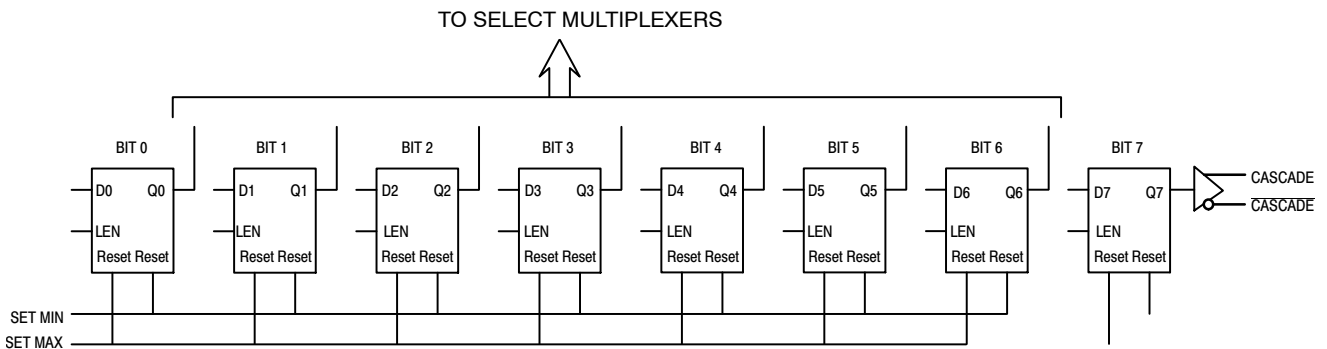 TO SELECT MULTIPLEXERS
BIT 0 BIT 1 BIT 2 BIT 3 BIT 4 BIT 5 BIT 6 BIT 7
D0 Q0 D1 Q1 D2 Q2 D3 Q3 D4 Q4 D5 Q5 D6 Q6 D7 Q7 CASCADE
CASCADE
LEN LEN LEN LEN LEN LEN LEN LEN
Reset Reset Reset Reset Reset Reset Reset Reset Reset Reset Reset Reset Reset Reset Reset Reset
SET MIN
SET MAX